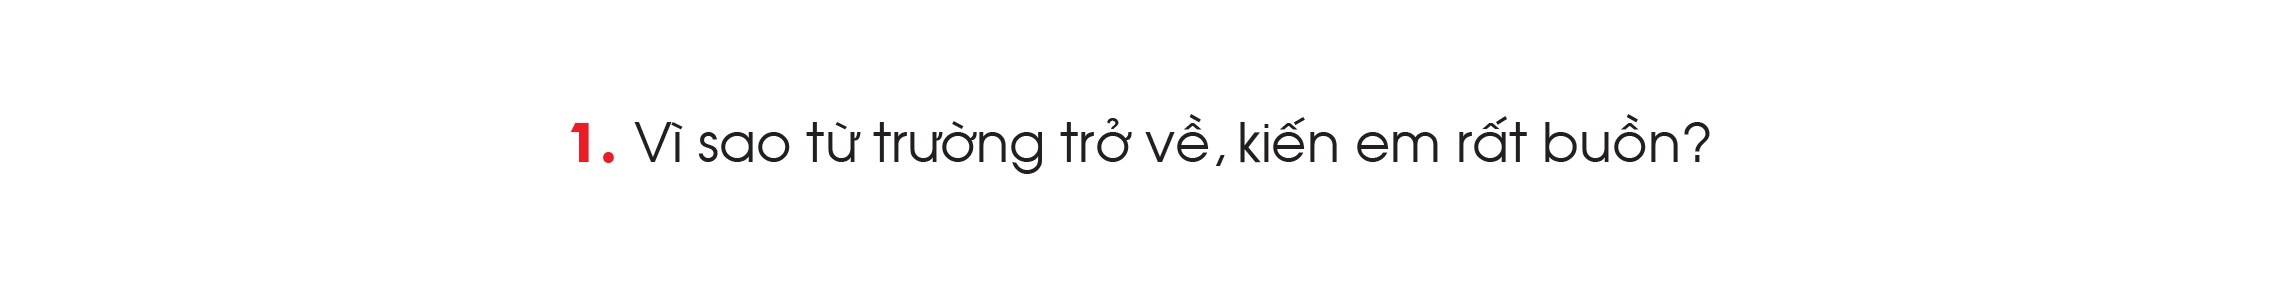 1. Vì sao từ trường trở về, kiến em rất buồn?